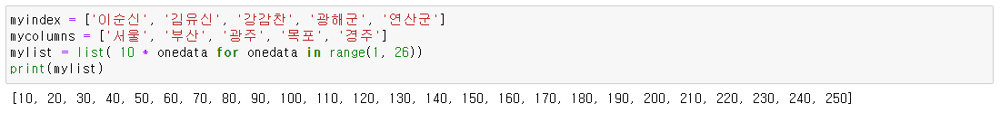 myindex = ['이순신', '김유신', '강감찬', '광해군', '연산군']
mycolumns = ['서울', '부산', '광주', '목포', '경주']
mylist = list( 10 * onedata for onedata in range(1, 26))
print(mylist)
[10, 20, 30, 40, 50, 60, 70, 80, 90, 100, 110, 120, 130, 140, 150, 160, 170, 180, 190, 200, 210, 220, 230, 240, 250]